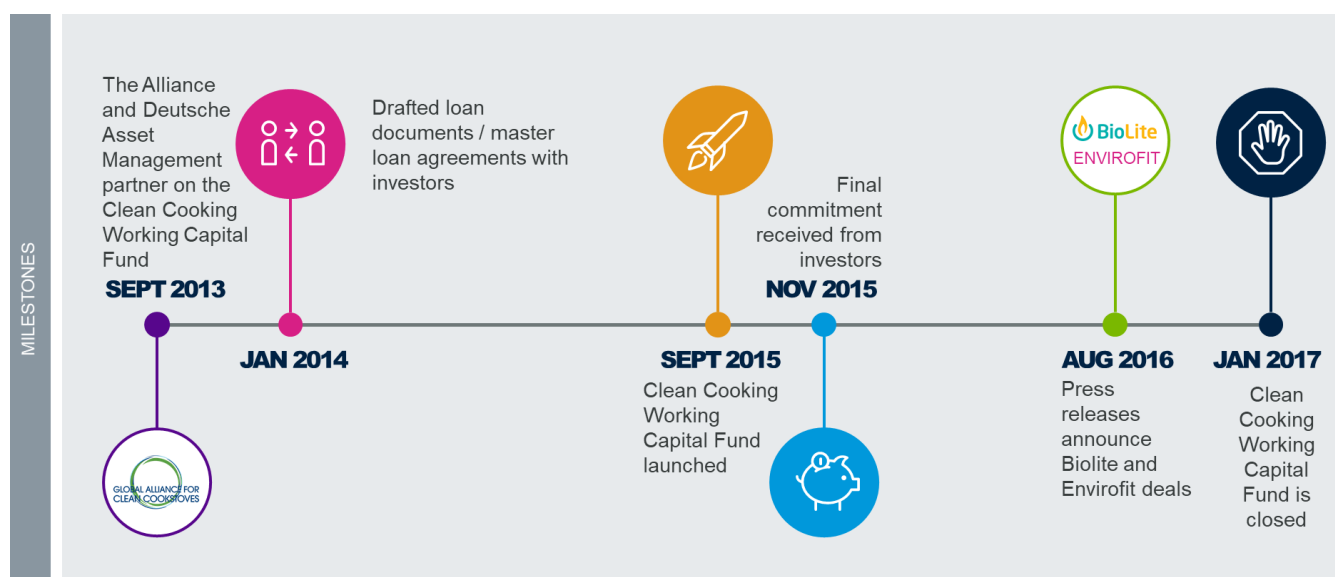 MILESTONES
The Alliance
and Deutsche
Asset
Management
partner on the
Clean Cooking
Working Capital
Fund
SEPT 2013
GLOBAL ALLIANCE FOR
CLEAN COOKSTOVES
Drafted loan
documents / master
loan agreements with
investors
JAN 2014
SEPT 2015
Clean Cooking
Working
Capital Fund
launched
Final
commitment
received from
investors
NOV 2015
BioLite
ENVIROFIT
AUG 2016
Press
releases
announce
Biolite and
Envirofit deals
JAN 2017
Clean
Cooking
Working
Capital
Fund is
closed